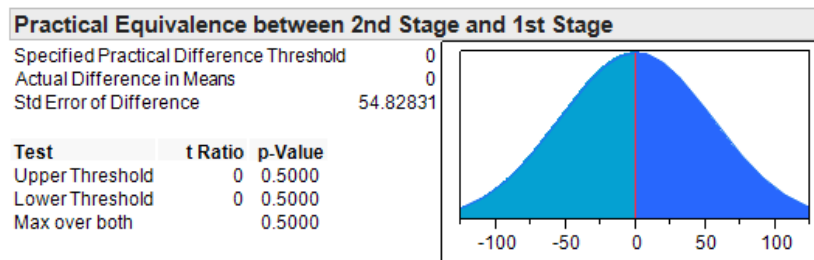 Practical Equivalence between 2nd Stage and 1st Stage
Specified Practical Difference Threshold 0
Actual Difference in Means 0
Std Error of Difference 54.82831
Test t Ratio p-Value
Upper Threshold 0 0.5000
Lower Threshold 0 0.5000
Max over both 0.5000
-100 -50 0 50 100